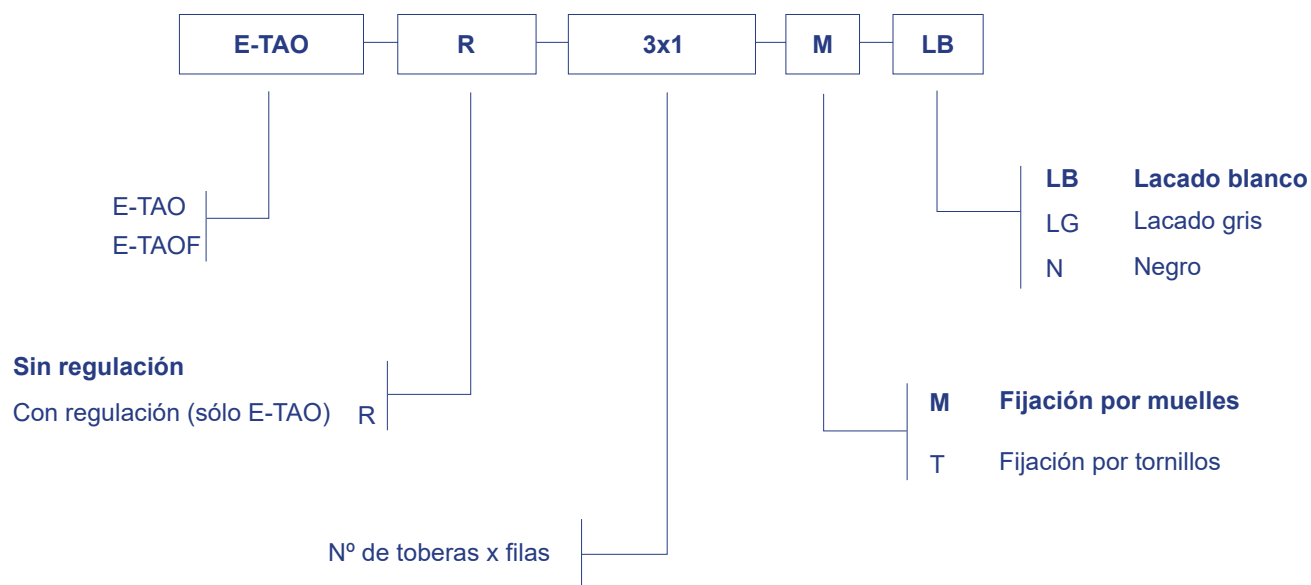 E-TAO R 3x1 M LB
E-TAO
E-TAOF
LB Lacado blanco
LG Lacado gris
N Negro
Sin regulación
Con regulación (sólo E-TAO) R
M Fijación por muelles
T Fijación por tornillos
Nº de toberas x filas